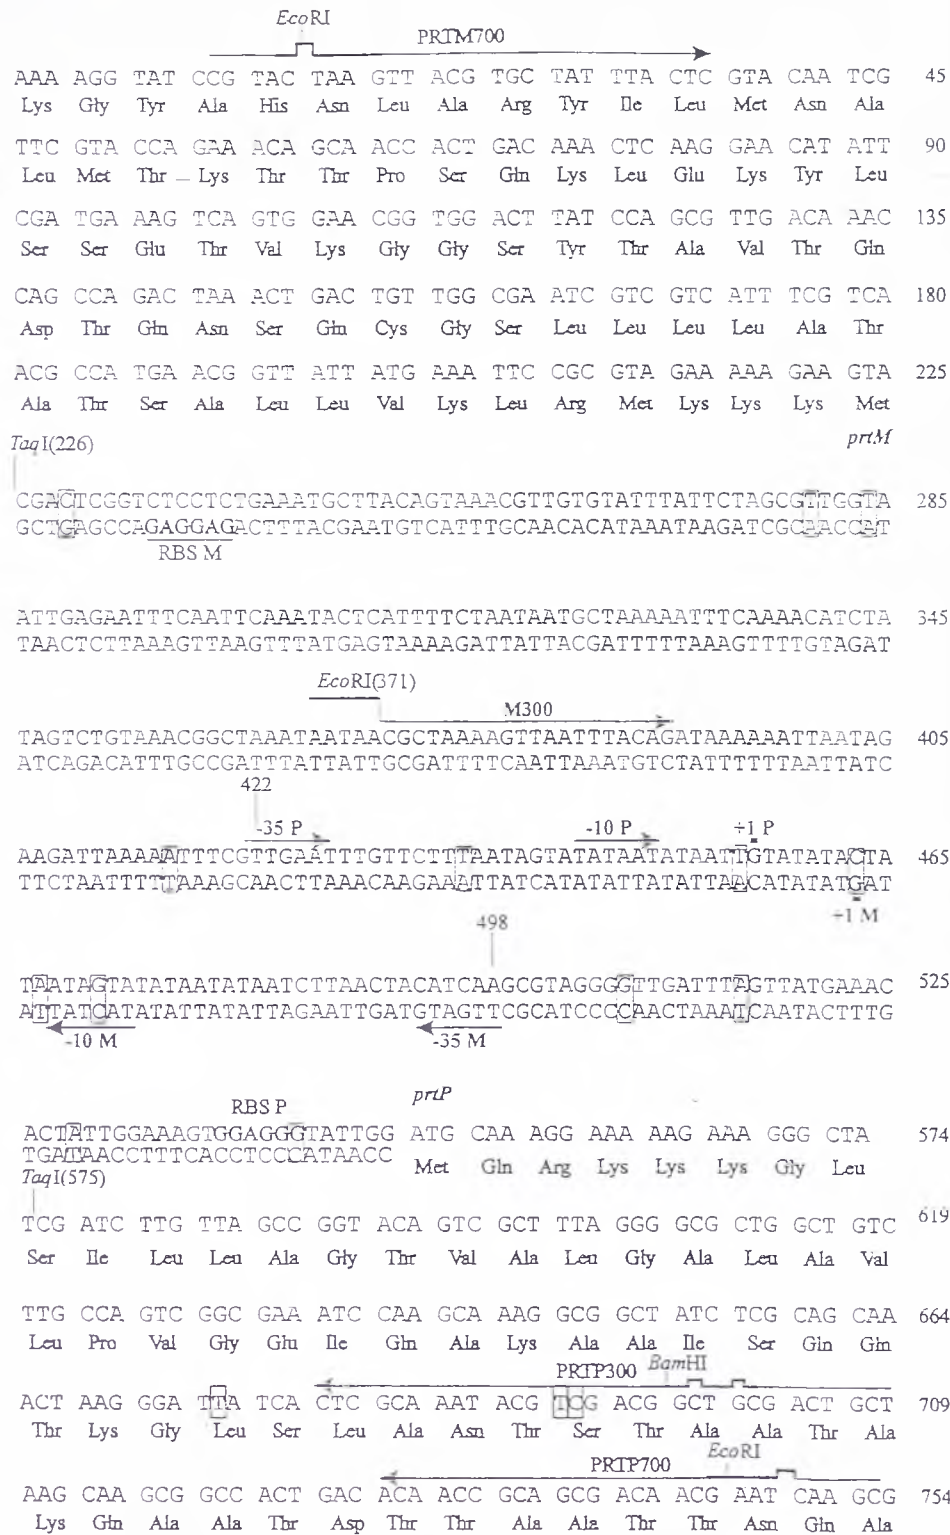 EcoRI
PRTM700
AAA AGG TAT CCG TAC TAA GTT ACG TGC TAT TTA CTC GTA CAA TCG 45
Lys Gly Tyr Ala His Asn Leu Ala Arg Tyr Ile Leu Met Asn Ala
TTC GTA CCA GAA ACA GCA ACC ACT GAC AAA CTC AAG GAA CAT ATT 90
Leu Met Thr Lys Thr Thr Pro Ser Gln Lys Leu Glu Lys Tyr Leu
CGA TGA AAG TCA GTG GAA CGG TGG ACT TAT CCA GCG TTG ACA AAC 135
Ser Ser Glu Thr Val Lys Gly Gly Ser Tyr Thr Ala Val Thr Gln
CAG CCA GAC TAA ACT GAC TGT TGG CGA ATC GTC GTC ATT TCG TCA 180
Asp Thr Gln Asn Ser Gln Cys Gly Ser Leu Leu Leu Leu Ala Thr
ACG CCA TGA ACG GTT ATT ATG AAA TTC CGC GTA GAA AAA GAA GTA 225
Ala Thr Ser Ala Leu Leu Val Lys Leu Arg Met Lys Lys Lys Met
TaqI(226) prtM
CGACTCGGTCTCCTCTGAAATGCTTACAGTAAACGTTGTGTATTTATTCTAGCGTTGGTA 285
GCTGAGCCAGAGGAGACTTTACGAATGTCATTTGCAACACATAAATAAGATCGCAACCAT
RBS M
ATTGAGAATTTCAATTCAAATACTCATTTTCTAATAATGCTAAAAATTTCAAAACATCTA 345
TAACTCTTAAAGTTAAGTTTATGAGTAAAAGATTATTACGATTTTTAAAGTTTTGTAGAT
EcoRI(371)
M300
TAGTCTGTAAACGGCTAAATAATAACGCTAAAAGTTAATTTACAGATAAAAAAATTAATAG 405
ATCAGACATTTGCCGATTTATTATTGCGATTTTCAATTAAATGTCTATTTTTTAATTATC
422
-35 P -10 P +1 P
AAGATTAAAAATTTCGTTGAATTTGTTCTTTAATAGTATATAATATAATTGTATATACTA 465
TTCTAATTTTTAAAGCAACTTAAACAAGAAATTATCATATATTATATTAACATATATGAT
+1 M
498
TAATAGTATATAATATAATCTTAACTACATCAAGCGTAGGGGTTGATTTAGTTATGAAAC 525
ATTATCATATATTATATTAGAATTGATGTAGTTCGCATCCCCAACTAAATCAATACTTTG
-10 M -35 M
RBS P prtP
ACTATTGGAAAGTGGAGGGTATTGG ATG CAA AGG AAA AAG AAA GGG CTA 574
TGATAACCTTTCACCTCCCATAACC Met Gln Arg Lys Lys Lys Gly Leu
TaqI(575)
TCG ATC TTG TTA GCC GGT ACA GTC GCT TTA GGG GCG CTG GCT GTC 619
Ser Ile Leu Leu Ala Gly Thr Val Ala Leu Gly Ala Leu Ala Val
TTG CCA GTC GGC GAA ATC CAA GCA AAG GCG GCT ATC TCG CAG CAA 664
Leu Pro Val Gly Glu Ile Gln Ala Lys Ala Ala Ile Ser Gln Gln
PRTP300 BamHI
ACT AAG GGA TTA TCA CTC GCA AAT ACG TCG ACG GCT GCG ACT GCT 709
Thr Lys Gly Leu Ser Leu Ala Asn Thr Ser Thr Ala Ala Thr Ala
PRTP700 EcoRI
AAG CAA GCG GCC ACT GAC ACA ACC GCA GCG ACA ACG AAT CAA GCG 754
Lys Gln Ala Ala Thr Asp Thr Thr Ala Ala Thr Thr Asn Gln Ala